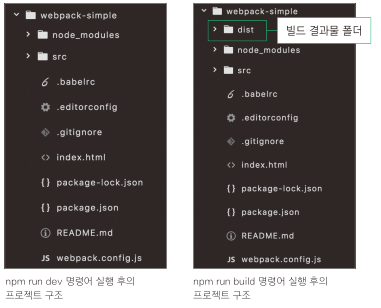 webpack-simple
node_modules
src
.babelrc
.editorconfig
.gitignore
index.html
package-lock.json
package.json
README.md
JS webpack.config.js
npm run dev 명령어 실행 후의
프로젝트 구조
webpack-simple
dist
빌드 결과물 폴더
node_modules
src
.babelrc
.editorconfig
.gitignore
index.html
package-lock.json
package.json
README.md
JS webpack.config.js
npm run build 명령어 실행 후의
프로젝트 구조